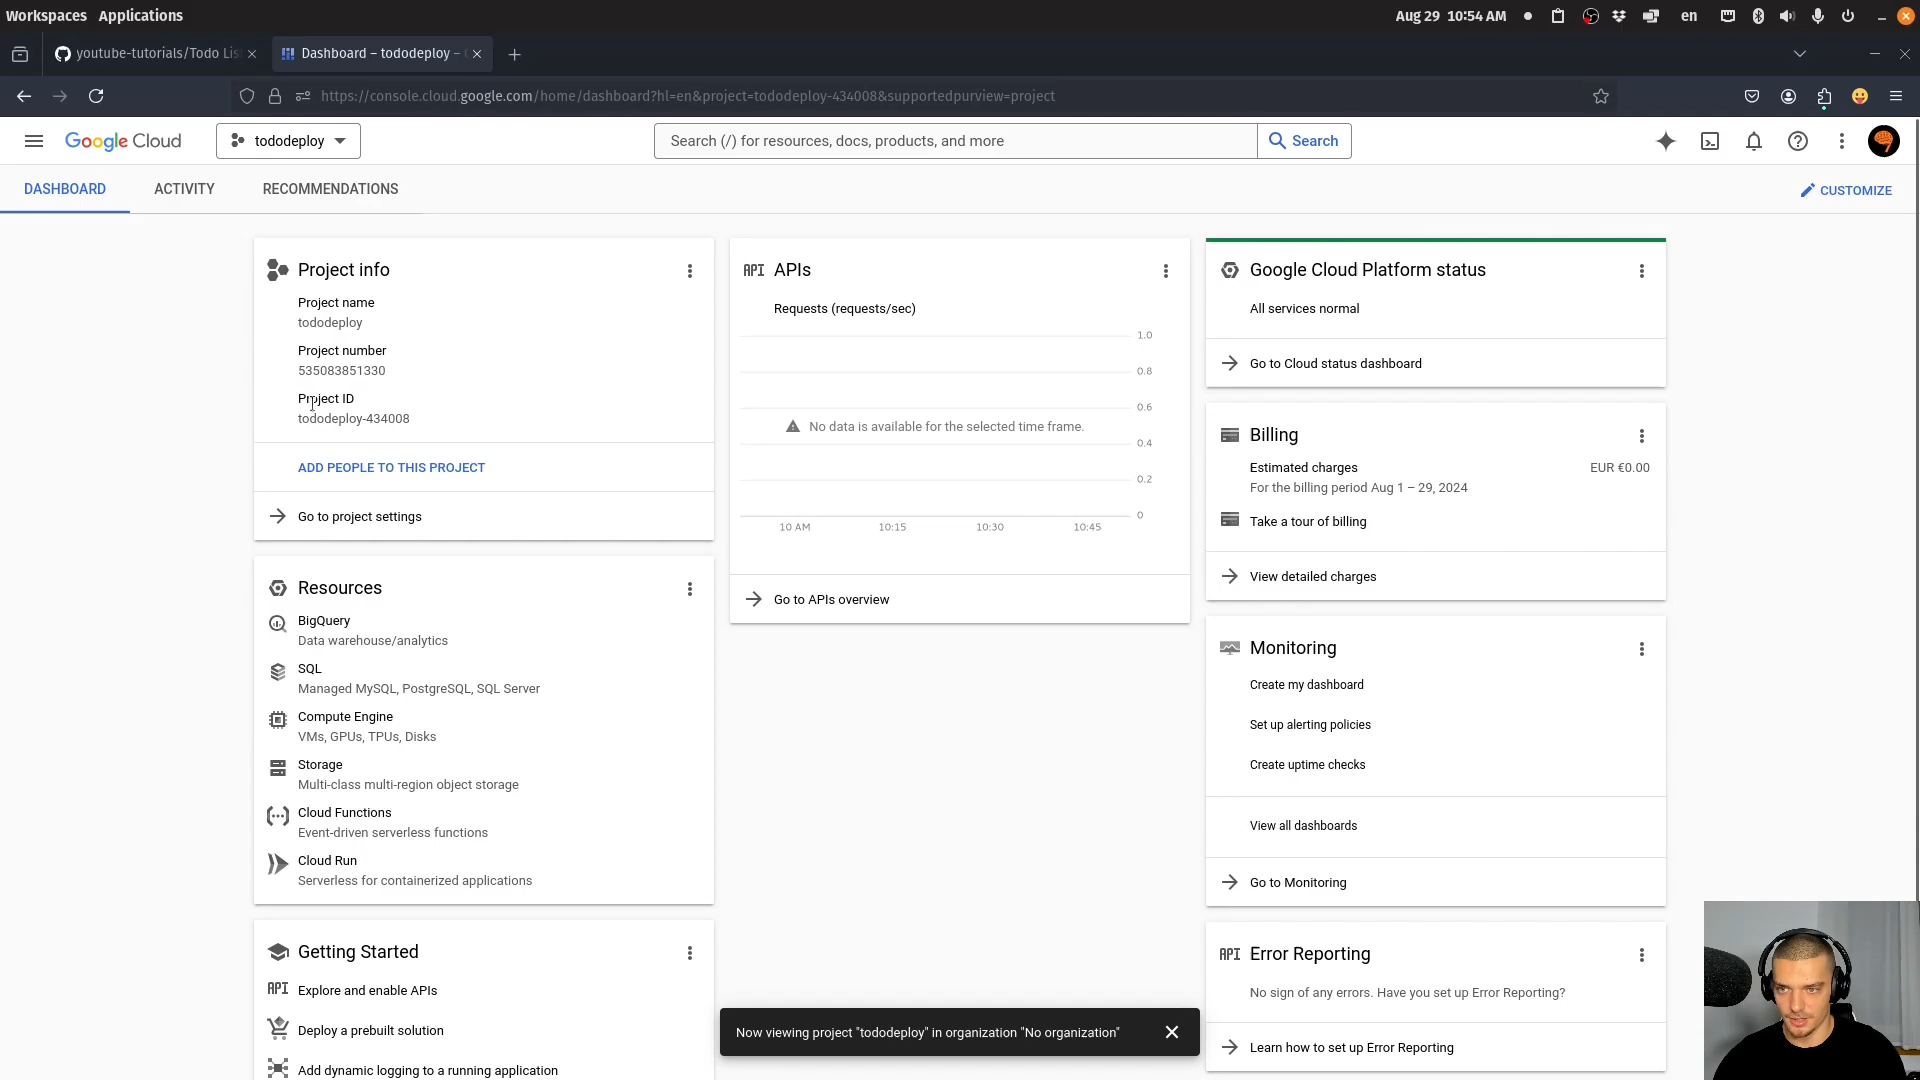 Workspaces Applications
Aug 29 10:54 AM
en
youtube-tutorials/Todo Lis
Dashboard – tododeploy –
https://console.cloud.google.com/home/dashboard?hl=en&project=tododeploy-434008&supportedpurview=project
Google Cloud
tododeploy
Search (/) for resources, docs, products, and more
Search
DASHBOARD
ACTIVITY
RECOMMENDATIONS
CUSTOMIZE
Project info
Project name
tododeploy
Project number
535083851330
Project ID
tododeploy-434008
ADD PEOPLE TO THIS PROJECT
Go to project settings
Resources
BigQuery
Data warehouse/analytics
SQL
Managed MySQL, PostgreSQL, SQL Server
Compute Engine
VMs, GPUs, TPUs, Disks
Storage
Multi-class multi-region object storage
Cloud Functions
Event-driven serverless functions
Cloud Run
Serverless for containerized applications
Getting Started
API Explore and enable APIs
Deploy a prebuilt solution
Add dynamic logging to a running application
API APIs
Requests (requests/sec)
1.0
0.8
0.6
No data is available for the selected time frame.
0.4
0.2
0
10 AM 10:15 10:30 10:45
Go to APIs overview
Google Cloud Platform status
All services normal
Go to Cloud status dashboard
Billing
Estimated charges EUR €0.00
For the billing period Aug 1 – 29, 2024
Take a tour of billing
View detailed charges
Monitoring
Create my dashboard
Set up alerting policies
Create uptime checks
View all dashboards
Go to Monitoring
API Error Reporting
No sign of any errors. Have you set up Error Reporting?
Learn how to set up Error Reporting
Now viewing project "tododeploy" in organization "No organization"